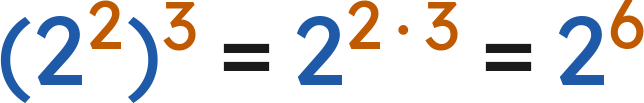 (2²)³ = 2²·³ = 2⁶